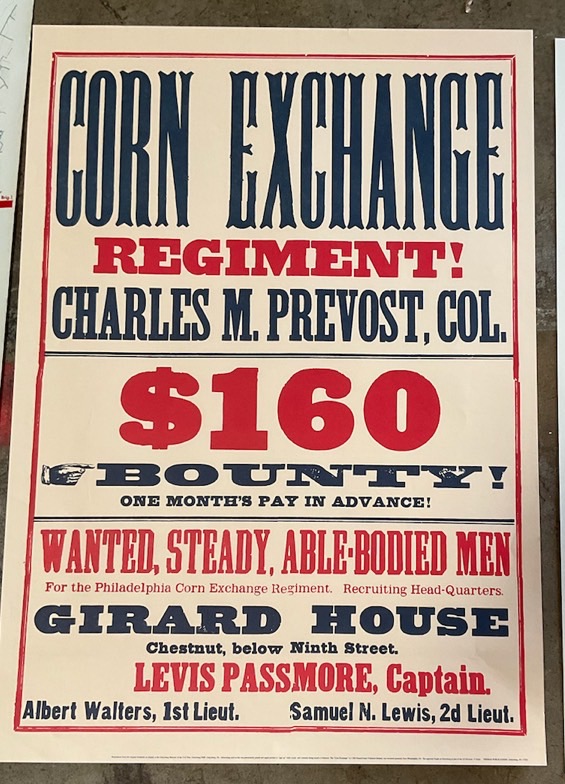 CORN EXCHANGE
REGIMENT!
CHARLES M. PREVOST, COL.
$160
BOUNTY!
ONE MONTH'S PAY IN ADVANCE!
WANTED, STEADY, ABLE-BODIED MEN
For the Philadelphia Corn Exchange Regiment. Recruiting Head-Quarters.
GIRARD HOUSE
Chestnut, below Ninth Street.
LEVIS PASSMORE, Captain.
Albert Walters, 1st Lieut. Samuel N. Lewis, 2d Lieut.